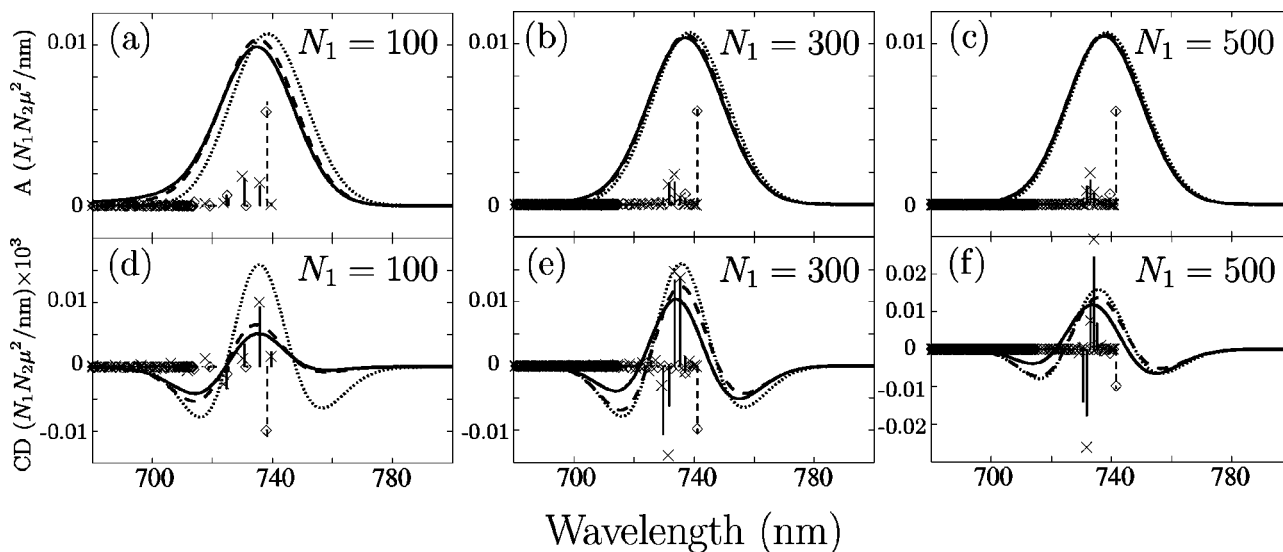 A (N₁N₂μ²/nm)
0.01
0
(a) N₁ = 100
0.01
0
(b) N₁ = 300
0.01
0
(c) N₁ = 500
CD (N₁N₂μ²/nm)×10³
0.01
0
-0.01
(d) N₁ = 100
700 740 780
0.01
0
0.01
(e) N₁ = 300
700 740 780
0.02
0.01
0
-0.01
-0.02
(f) N₁ = 500
700 740 780
Wavelength (nm)